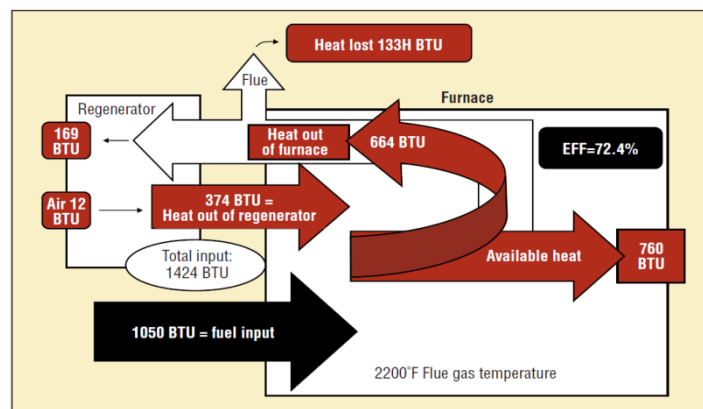 Heat lost 133H BTU
Flue
Regenerator
Furnace
169
BTU
Heat out
of furnace
664 BTU
EFF=72.4%
Air 12
BTU
374 BTU =
Heat out of regenerator
Total input:
1424 BTU
Available heat
760
BTU
1050 BTU = fuel input
2200˚F Flue gas temperature